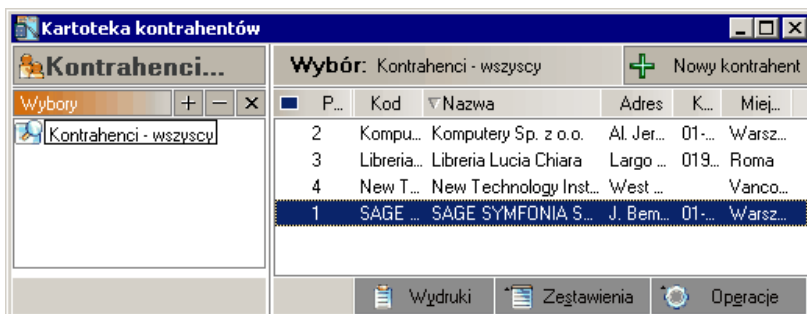 Kartoteka kontrahentów
Kontrahenci...
Wybór: Kontrahenci - wszyscy
Nowy kontrahent
Wybory
Kontrahenci - wszyscy
P... Kod Nazwa Adres K... Miej...
2 Kompu... Komputery Sp. z o.o. Al. Jer... 01-... Warsz...
3 Libreria... Libreria Lucia Chiara Largo ... 019... Roma
4 New T... New Technology Inst... West ... Vanco...
1 SAGE ... SAGE SYMFONIA S... J. Bem... 01-... Warsz...
Wydruki Zestawienia Operacje